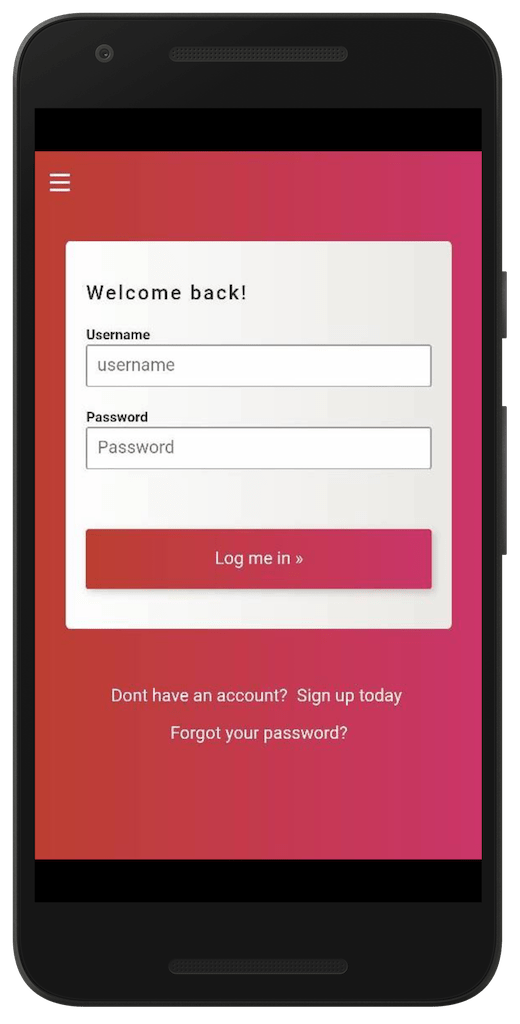 Welcome back!
Username
username
Password
Password
Log me in »
Dont have an account? Sign up today
Forgot your password?